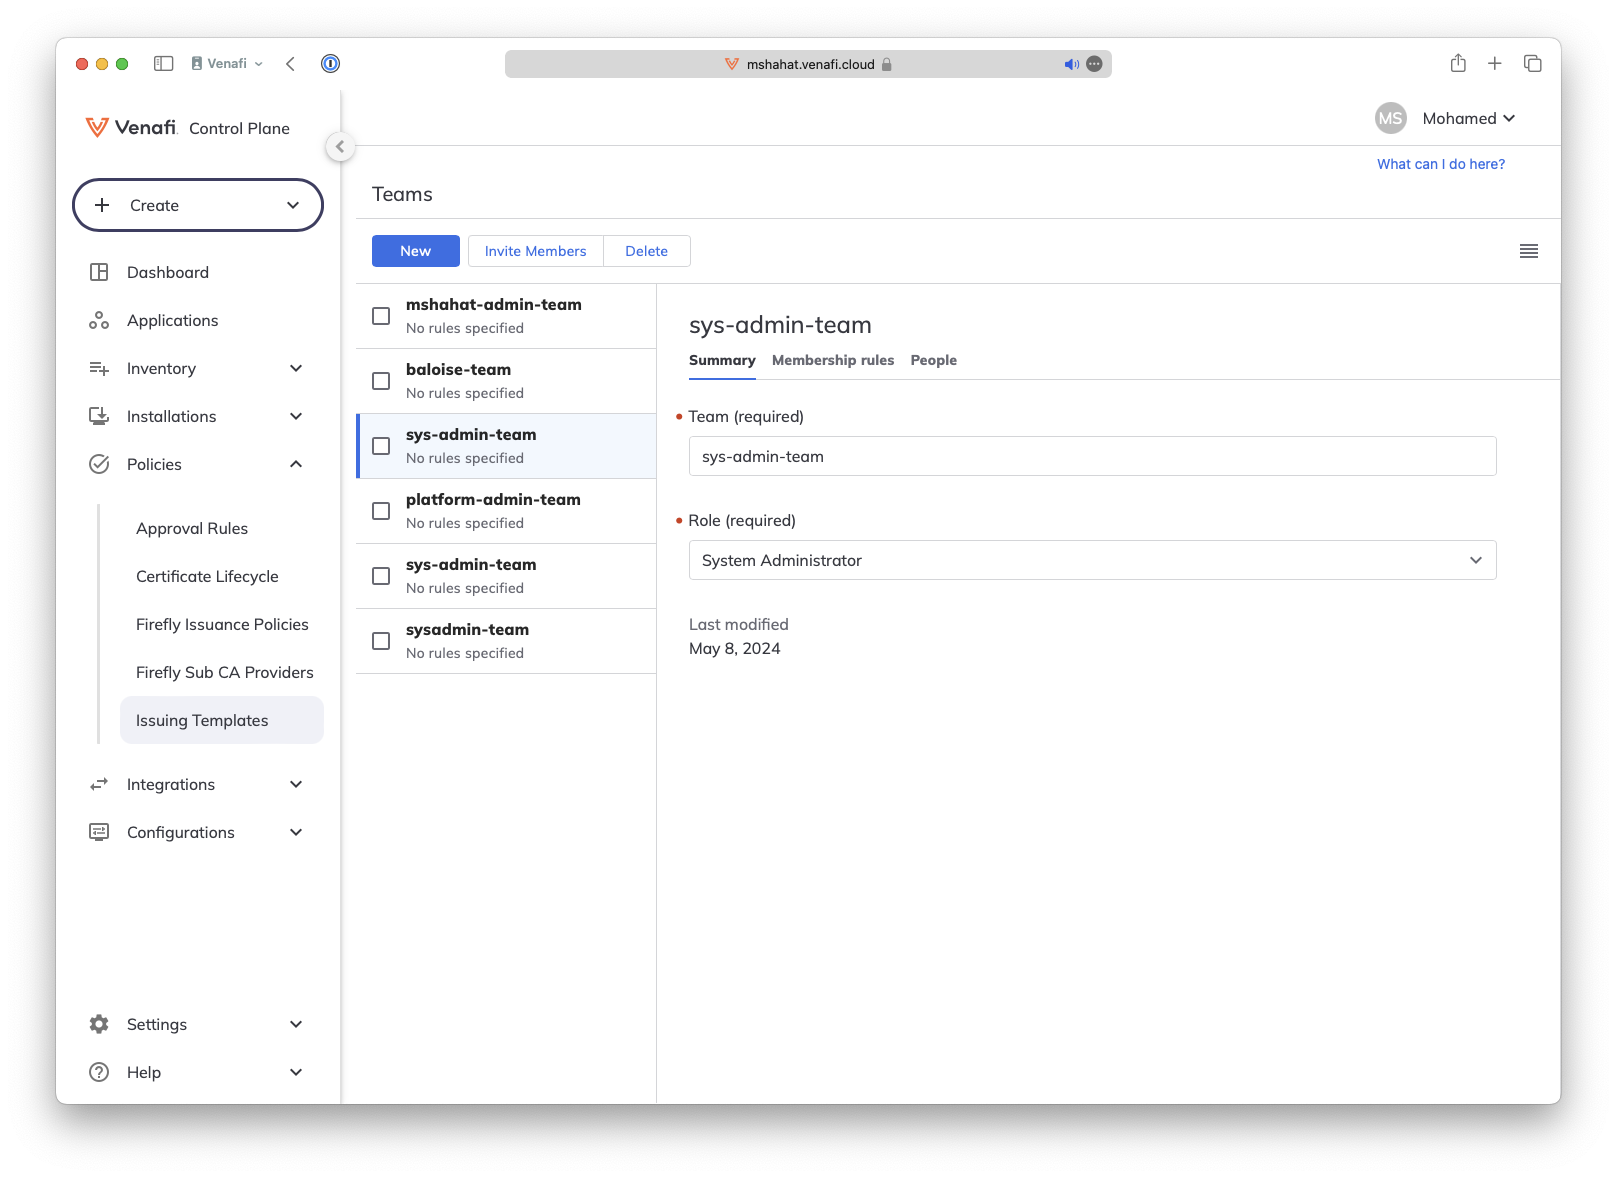 Venafi
mshahat.venafi.cloud
Venafi Control Plane
MS Mohamed
What can I do here?
Create
Dashboard
Applications
Inventory
Installations
Policies
Approval Rules
Certificate Lifecycle
Firefly Issuance Policies
Firefly Sub CA Providers
Issuing Templates
Integrations
Configurations
Settings
Help
Teams
New Invite Members Delete
mshahat-admin-team
No rules specified
baloise-team
No rules specified
sys-admin-team
No rules specified
platform-admin-team
No rules specified
sys-admin-team
No rules specified
sysadmin-team
No rules specified
sys-admin-team
Summary Membership rules People
Team (required)
sys-admin-team
Role (required)
System Administrator
Last modified
May 8, 2024